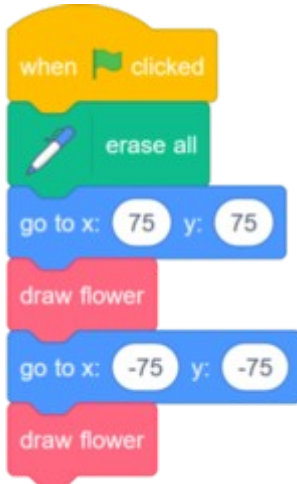 when clicked
erase all
go to x: 75 y: 75
draw flower
go to x: -75 y: -75
draw flower